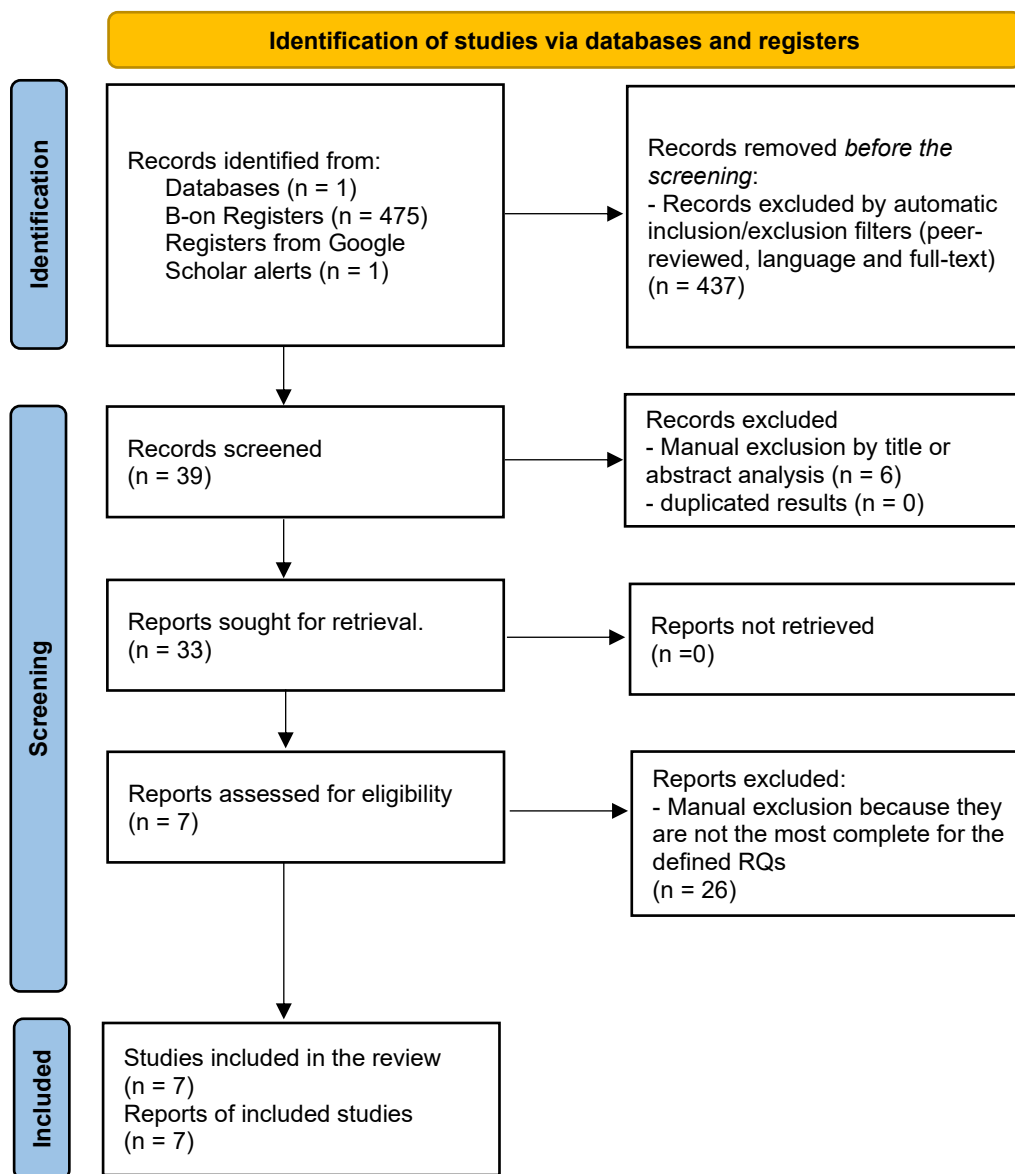 Identification of studies via databases and registers
Identification
Records identified from:
Databases (n = 1)
B-on Registers (n = 475)
Registers from Google
Scholar alerts (n = 1)
Records removed before the
screening:
- Records excluded by automatic
inclusion/exclusion filters (peer-
reviewed, language and full-text)
(n = 437)
Screening
Records screened
(n = 39)
Records excluded
- Manual exclusion by title or
abstract analysis (n = 6)
- duplicated results (n = 0)
Reports sought for retrieval.
(n = 33)
Reports not retrieved
(n =0)
Reports assessed for eligibility
(n = 7)
Reports excluded:
- Manual exclusion because they
are not the most complete for the
defined RQs
(n = 26)
Included
Studies included in the review
(n = 7)
Reports of included studies
(n = 7)